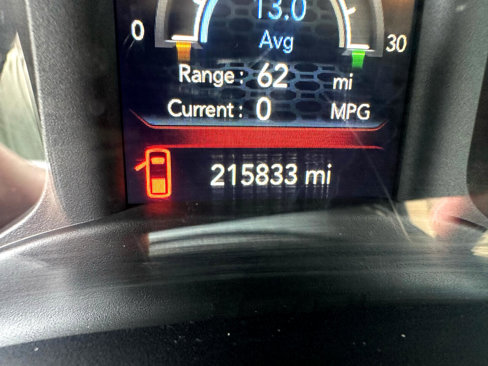 13.0
0
Avg
30
Range: 62 mi
Current: 0 MPG
215833 mi